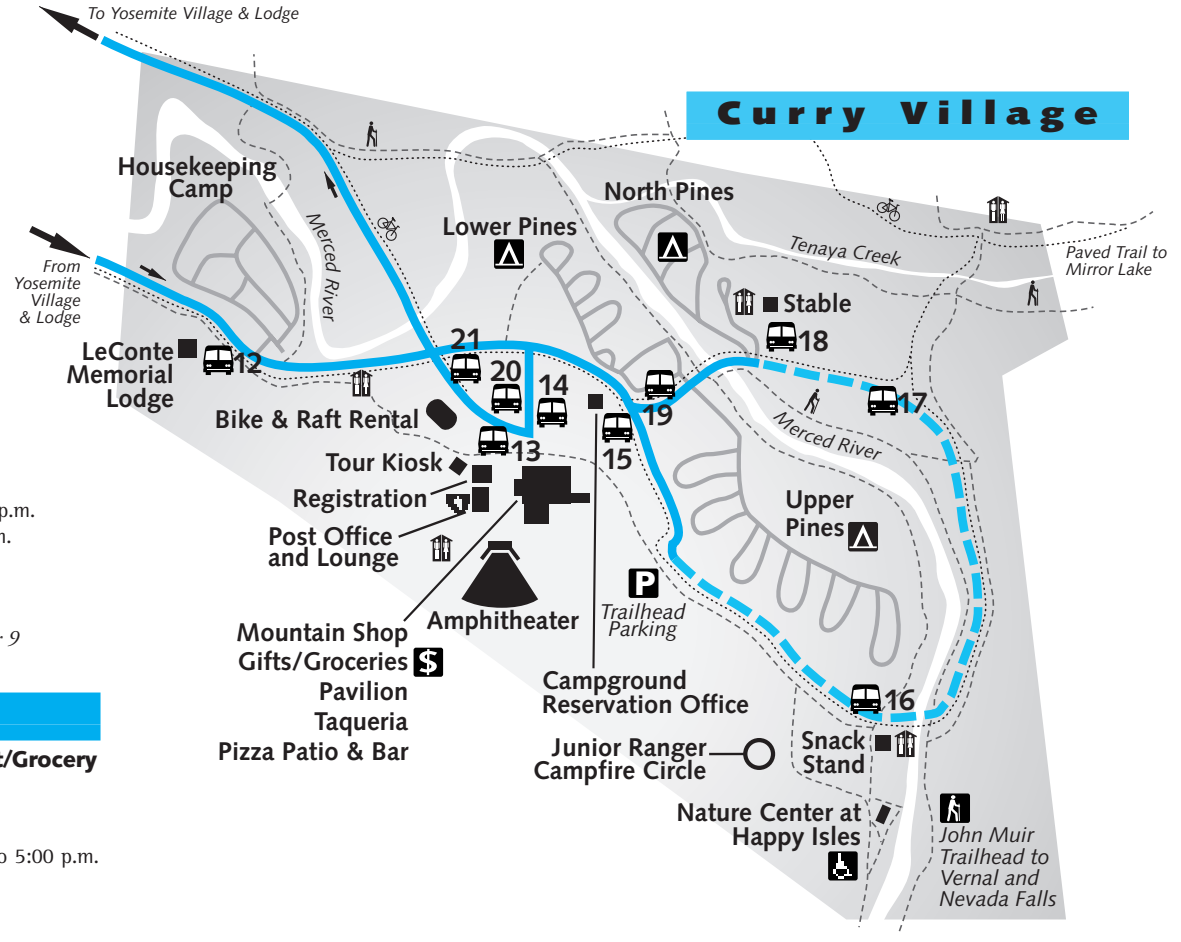 To Yosemite Village & Lodge
Curry Village
Housekeeping
Camp
North Pines
Lower Pines
Merced River
Tenaya Creek
Paved Trail to
Mirror Lake
From
Yosemite
Village
& Lodge
Stable
18
21
LeConte
Memorial
Lodge
12
20
14
17
19
Bike & Raft Rental
13
15
Merced River
Tour Kiosk
Registration
Upper
Pines
p.m.
Post Office
and Lounge
P
Trailhead
Parking
Amphitheater
Mountain Shop
Gifts/Groceries $
Pavilion
Taqueria
Pizza Patio & Bar
9
Campground
Reservation Office
16
Junior Ranger
Campfire Circle
Snack
Stand
t/Grocery
Nature Center at
Happy Isles
John Muir
Trailhead to
Vernal and
Nevada Falls
o 5:00 p.m.